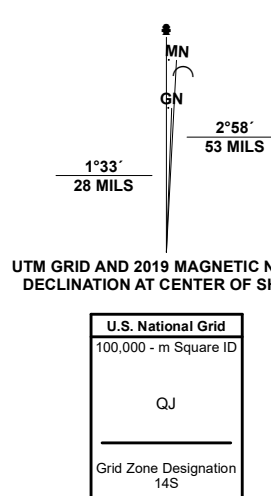 MN
GN
2°58´
53 MILS
1°33´
28 MILS
UTM GRID AND 2019 MAGNETIC N
DECLINATION AT CENTER OF SH
U.S. National Grid
100,000 - m Square ID
QJ
Grid Zone Designation
14S